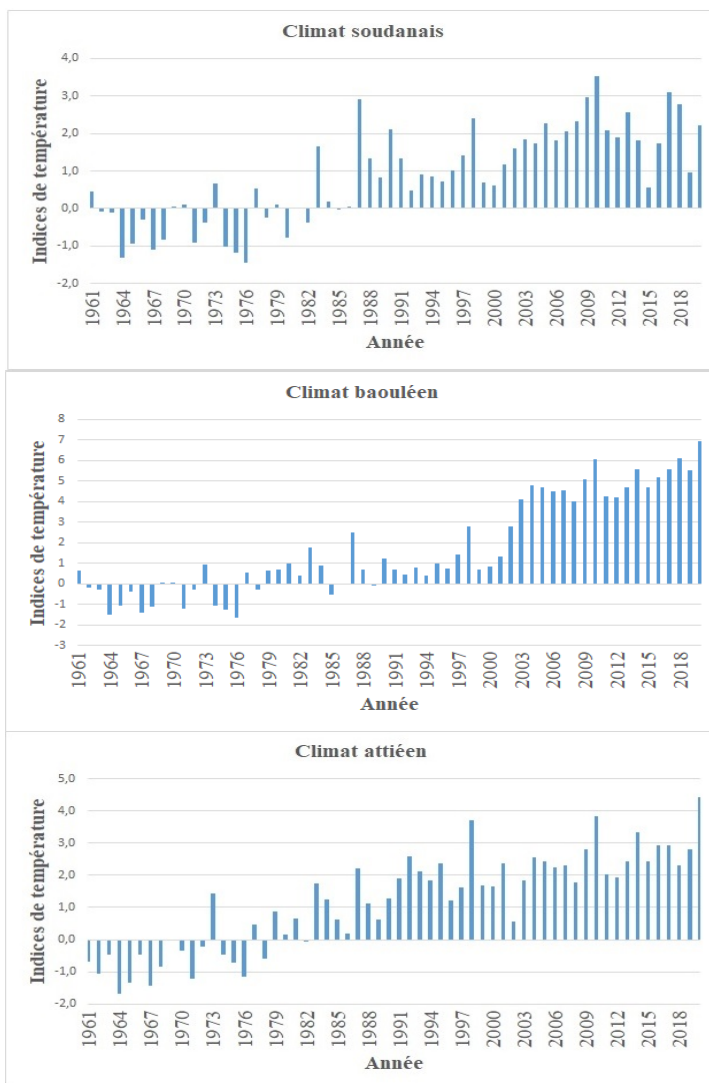 Climat soudanais
4,0
3,0
2,0
1,0
0,0
-1,0
-2,0
Indices de température
1961 1964 1967 1970 1973 1976 1979 1982 1985 1988 1991 1994 1997 2000 2003 2006 2009 2012 2015 2018
Année
Climat baouléen
8
7
6
5
4
3
2
1
0
-1
-2
-3
Indices de température
1961 1964 1967 1970 1973 1976 1979 1982 1985 1988 1991 1994 1997 2000 2003 2006 2009 2012 2015 2018
Année
Climat attiéen
5,0
4,0
3,0
2,0
1,0
0,0
-1,0
-2,0
Indices de température
1961 1964 1967 1970 1973 1976 1979 1982 1985 1988 1991 1994 1997 2000 2003 2006 2009 2012 2015 2018
Année